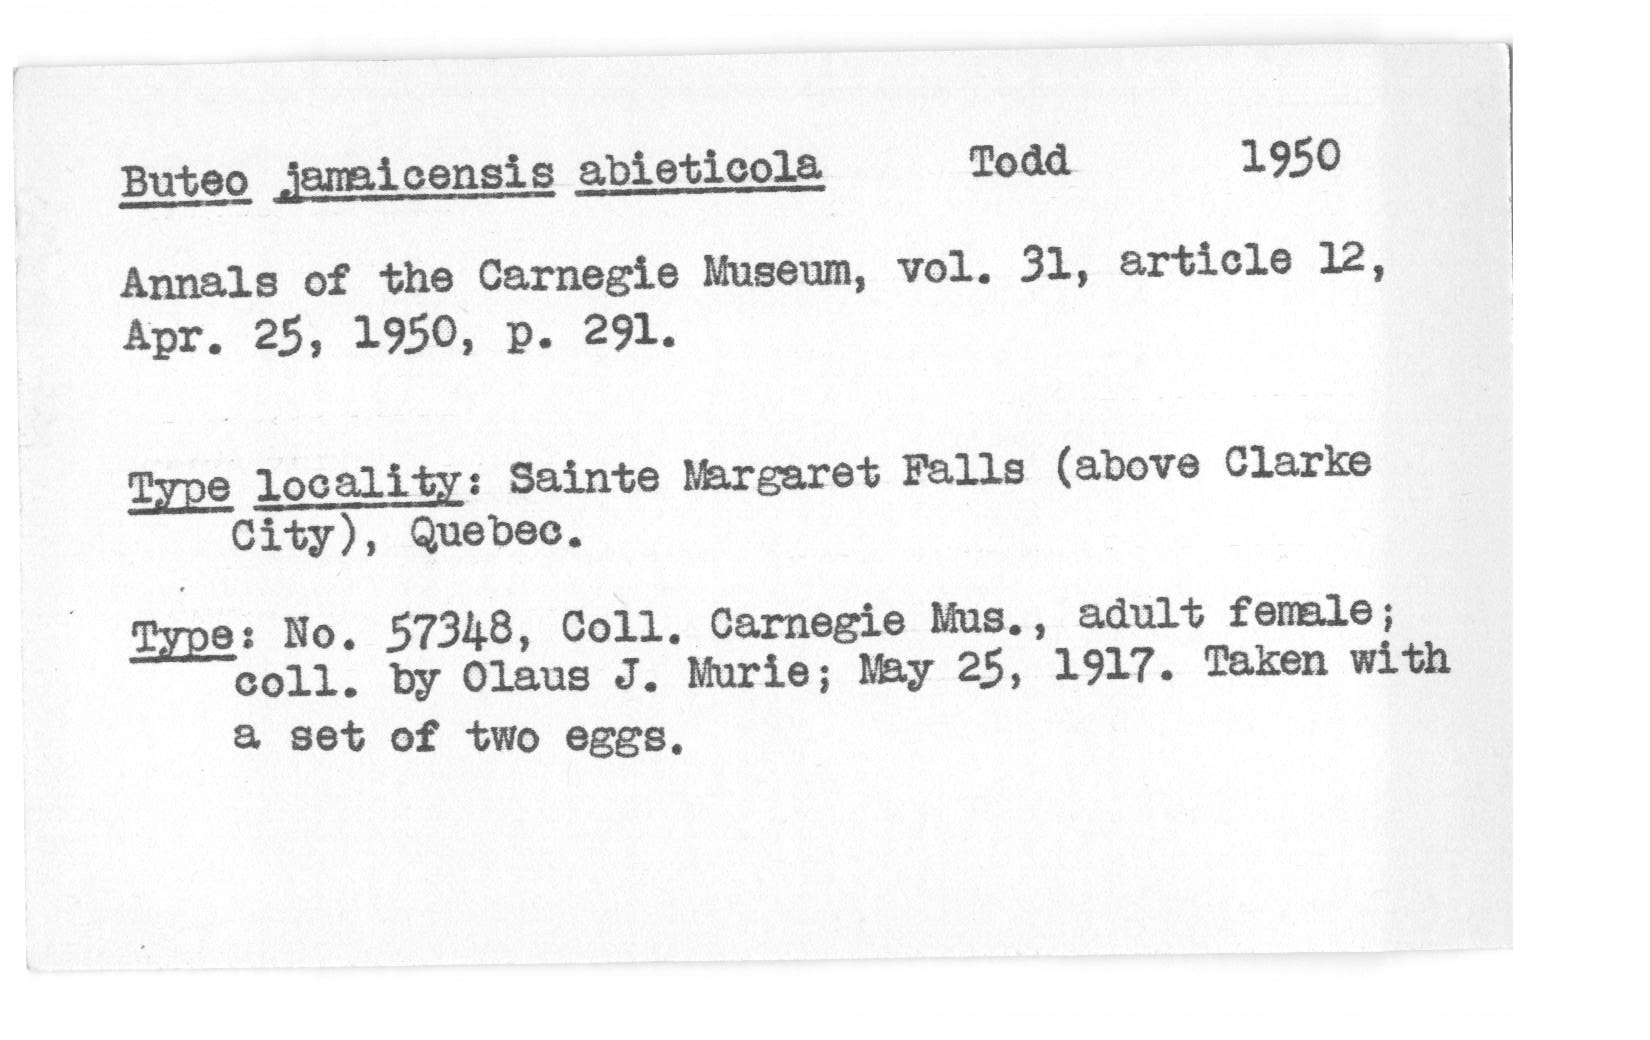 Buteo jamaicensis abieticola Todd 1950
Annals of the Carnegie Museum, vol. 31, article 12,
Apr. 25, 1950, p. 291.
Type locality: Sainte Margaret Falls (above Clarke
City), Quebec.
Type: No. 57348, Coll. Carnegie Mus., adult female;
coll. by Olaus J. Murie; May 25, 1917. Taken with
a set of two eggs.